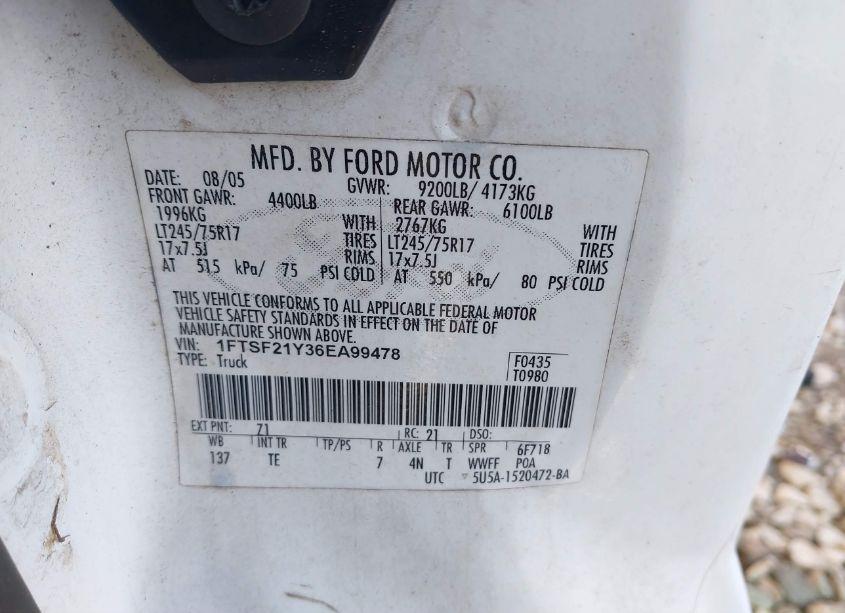 MFD. BY FORD MOTOR CO.
DATE: 08/05 GVWR: 9200LB/ 4173KG
FRONT GAWR: 4400LB REAR GAWR: 6100LB
1996KG WITH 2767KG WITH
LT245/75R17 TIRES LT245/75R17 TIRES
17x7.5J RIMS 17x7.5J RIMS
AT 515 kPa/ 75 PSI COLD AT 550 kPa/ 80 PSI COLD
THIS VEHICLE CONFORMS TO ALL APPLICABLE FEDERAL MOTOR
VEHICLE SAFETY STANDARDS IN EFFECT ON THE DATE OF
MANUFACTURE SHOWN ABOVE.
VIN: 1FTSF21Y36EA99478
TYPE: Truck
F0435
T0980
EXT PNT: Z1 RC: 21 DSO:
WB INT TR TP/PS R AXLE TR SPR 6F718
137 TE 7 4N T WWFF POA
UTC 5U5A-1520472-BA